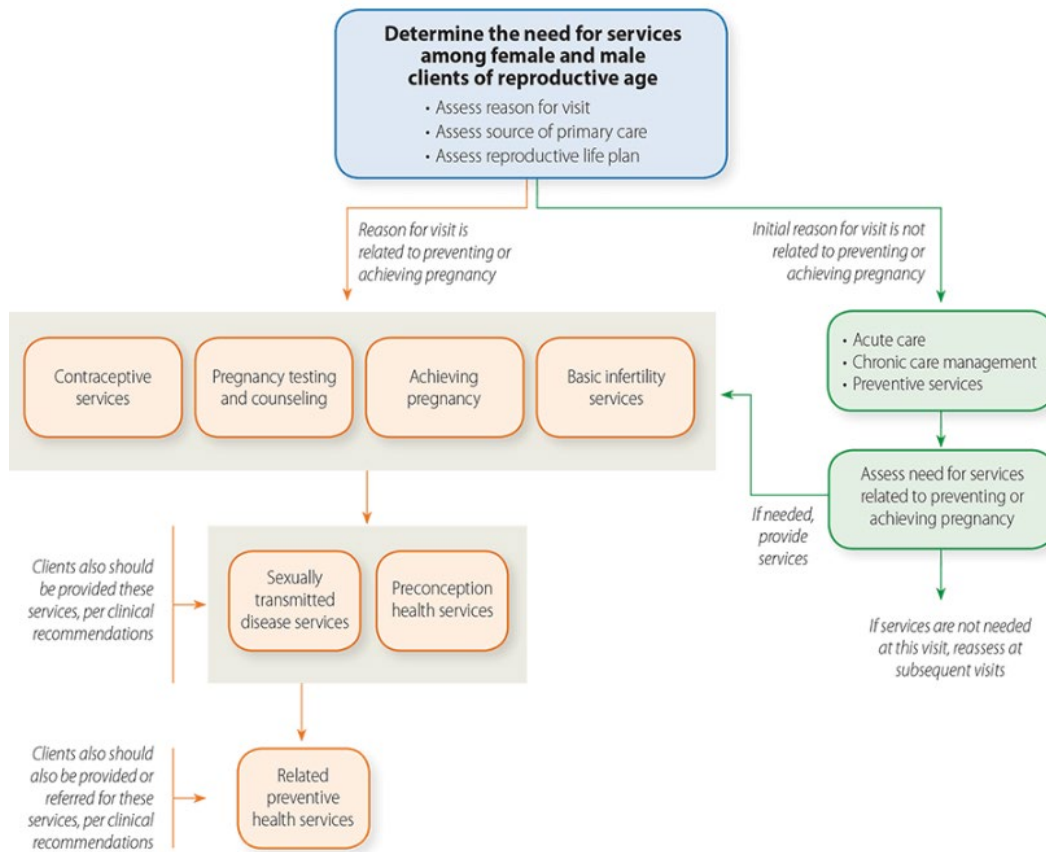 Determine the need for services
among female and male
clients of reproductive age
• Assess reason for visit
• Assess source of primary care
• Assess reproductive life plan
Reason for visit is
related to preventing or
achieving pregnancy
Initial reason for visit is not
related to preventing or
achieving pregnancy
Contraceptive
services
Pregnancy testing
and counseling
Achieving
pregnancy
Basic infertility
services
• Acute care
• Chronic care management
• Preventive services
Assess need for services
related to preventing or
achieving pregnancy
If needed,
provide
services
If services are not needed
at this visit, reassess at
subsequent visits
Clients also should
be provided these
services, per clinical
recommendations
Sexually
transmitted
disease services
Preconception
health services
Clients also should
also be provided or
referred for these
services, per clinical
recommendations
Related
preventive
health services